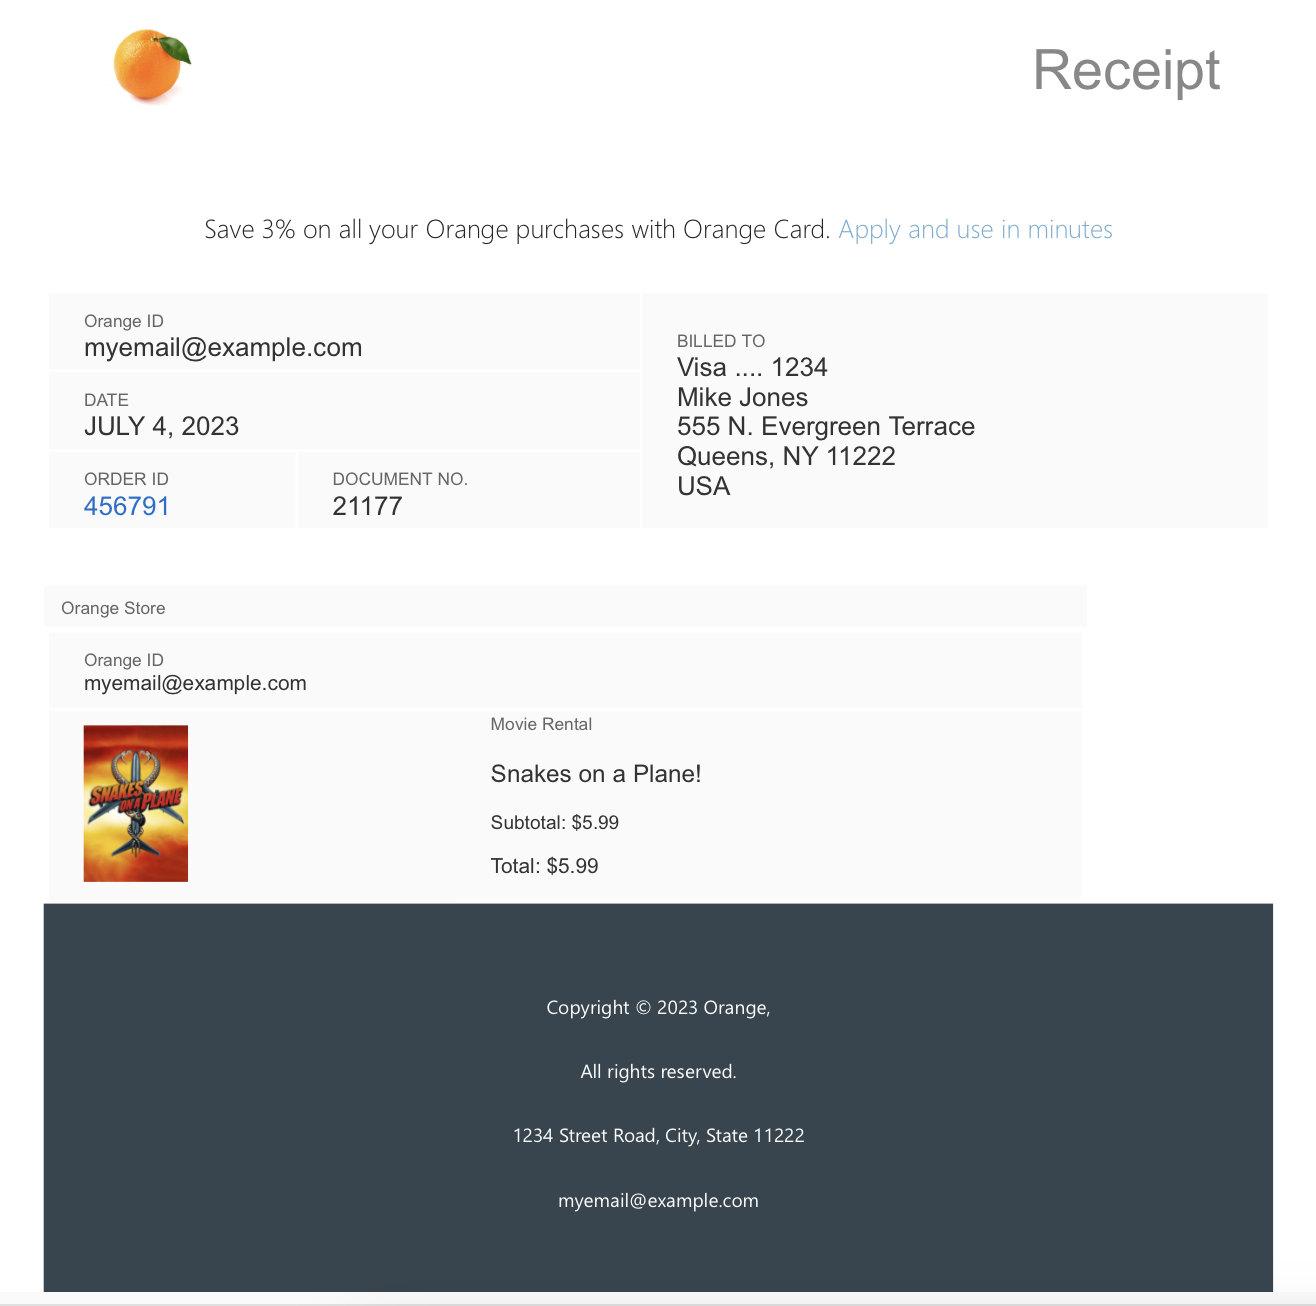 Receipt
Save 3% on all your Orange purchases with Orange Card. Apply and use in minutes
Orange ID
myemail@example.com
DATE
JULY 4, 2023
ORDER ID
456791
DOCUMENT NO.
21177
BILLED TO
Visa .... 1234
Mike Jones
555 N. Evergreen Terrace
Queens, NY 11222
USA
Orange Store
Orange ID
myemail@example.com
SNAKES
ON A PLANE
Movie Rental
Snakes on a Plane!
Subtotal: $5.99
Total: $5.99
Copyright © 2023 Orange,
All rights reserved.
1234 Street Road, City, State 11222
myemail@example.com